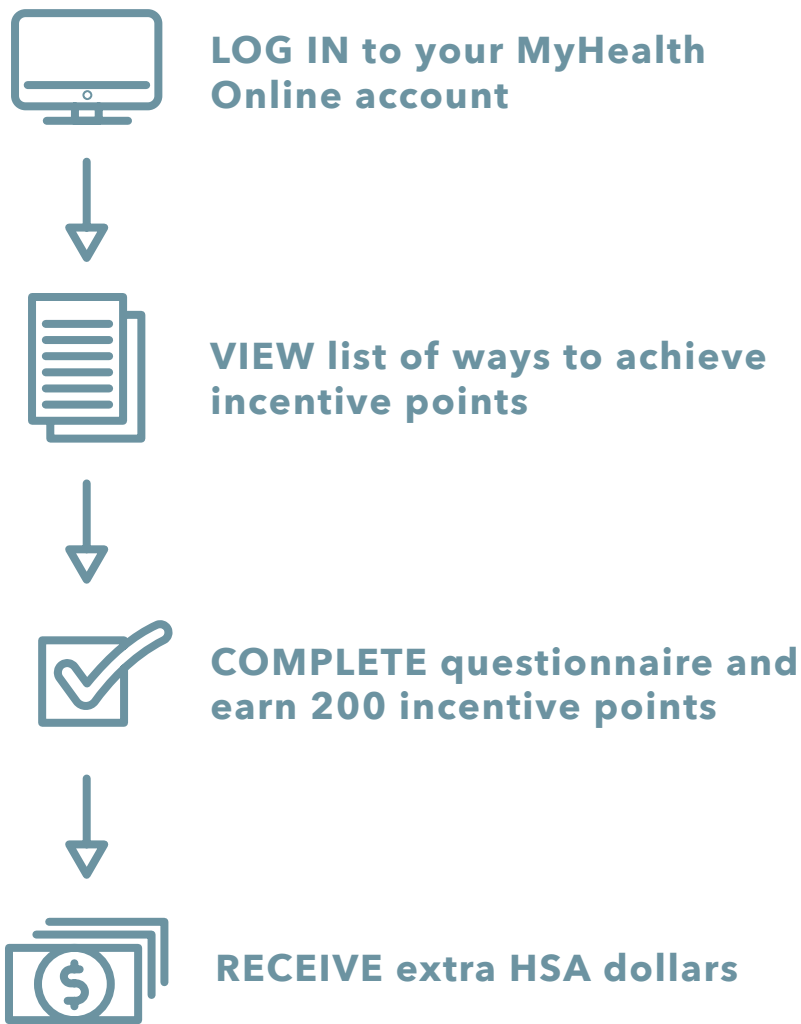 LOG IN to your MyHealth
Online account
VIEW list of ways to achieve
incentive points
COMPLETE questionnaire and
earn 200 incentive points
$
RECEIVE extra HSA dollars